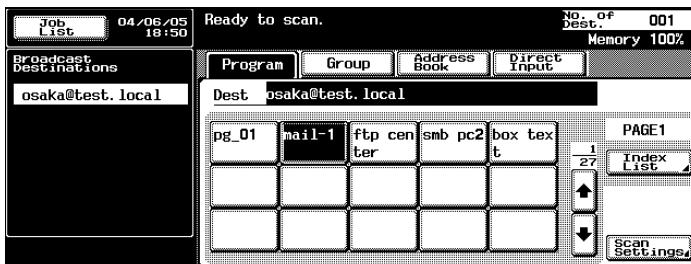 Job List
04/06/05
18:50
Ready to scan.
No. of Dest.
001
Memory 100%
Broadcast
Destinations
osaka@test.local
Program
Group
Address Book
Direct Input
Dest
osaka@test.local
pg_01
mail-1
ftp cen
ter
smb pc2
box tex
t
1
27
PAGE1
Index
List
Scan
Settings